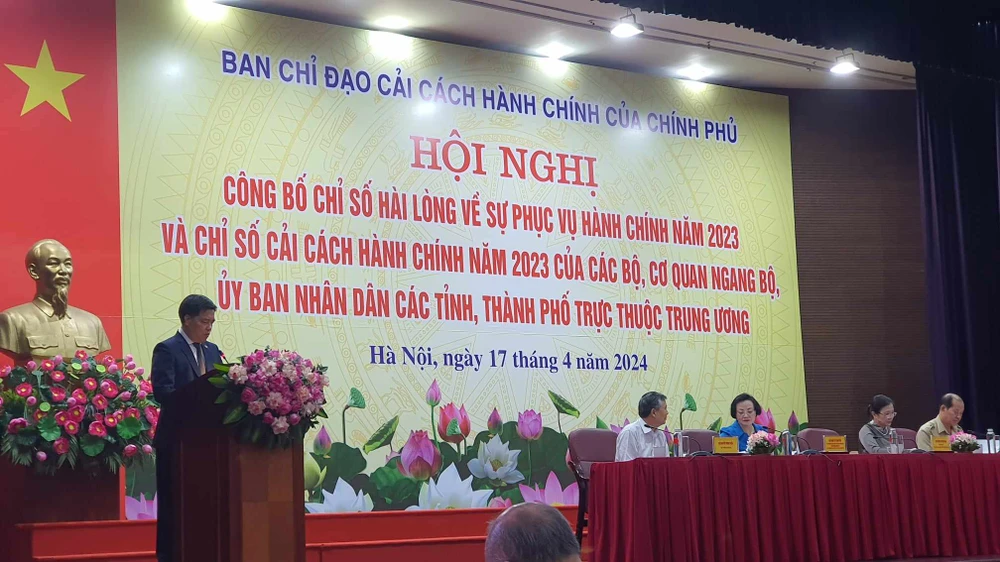 BAN CHỈ ĐẠO CẢI CÁCH HÀNH CHÍNH CỦA CHÍNH PHỦ
HỘI NGHỊ
CÔNG BỐ CHỈ SỐ HÀI LÒNG VỀ SỰ PHỤC VỤ HÀNH CHÍNH NĂM 2023
VÀ CHỈ SỐ CẢI CÁCH HÀNH CHÍNH NĂM 2023 CỦA CÁC BỘ, CƠ QUAN NGANG BỘ,
ỦY BAN NHÂN DÂN CÁC TỈNH, THÀNH PHỐ TRỰC THUỘC TRUNG ƯƠNG
Hà Nội, ngày 17 tháng 4 năm 2024